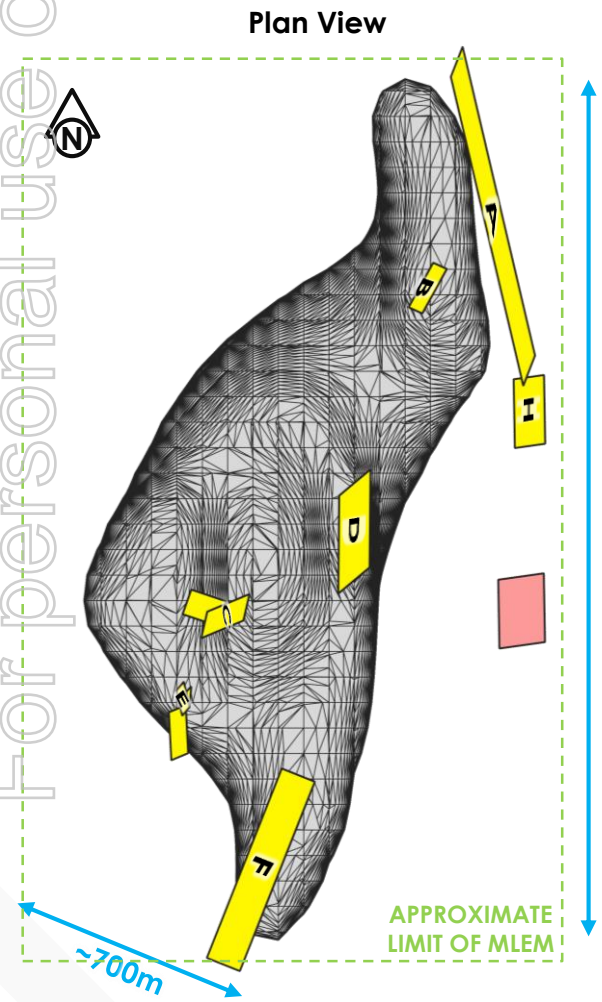 Plan View
For personal use o
N
A
B
H
D
C
E
F
APPROXIMATE
LIMIT OF MLEM
~700m